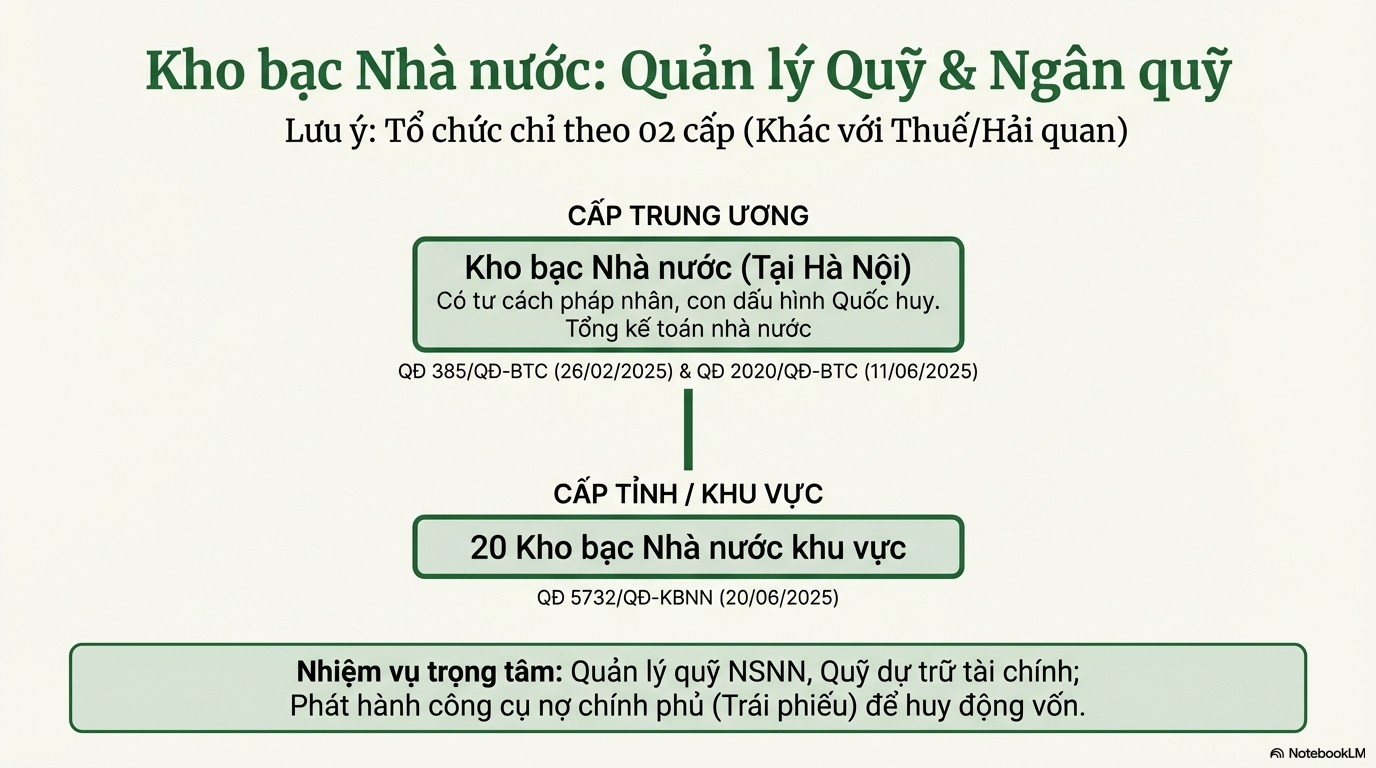 Kho bạc Nhà nước: Quản lý Quỹ & Ngân quỹ
Lưu ý: Tổ chức chỉ theo 02 cấp (Khác với Thuế/Hải quan)
CẤP TRUNG ƯƠNG
Kho bạc Nhà nước (Tại Hà Nội)
Có tư cách pháp nhân, con dấu hình Quốc huy.
Tổng kế toán nhà nước
QĐ 385/QĐ-BTC (26/02/2025) & QĐ 2020/QĐ-BTC (11/06/2025)
CẤP TỈNH / KHU VỰC
20 Kho bạc Nhà nước khu vực
QĐ 5732/QĐ-KBNN (20/06/2025)
Nhiệm vụ trọng tâm: Quản lý quỹ NSNN, Quỹ dự trữ tài chính;
Phát hành công cụ nợ chính phủ (Trái phiếu) để huy động vốn.
NotebookLM